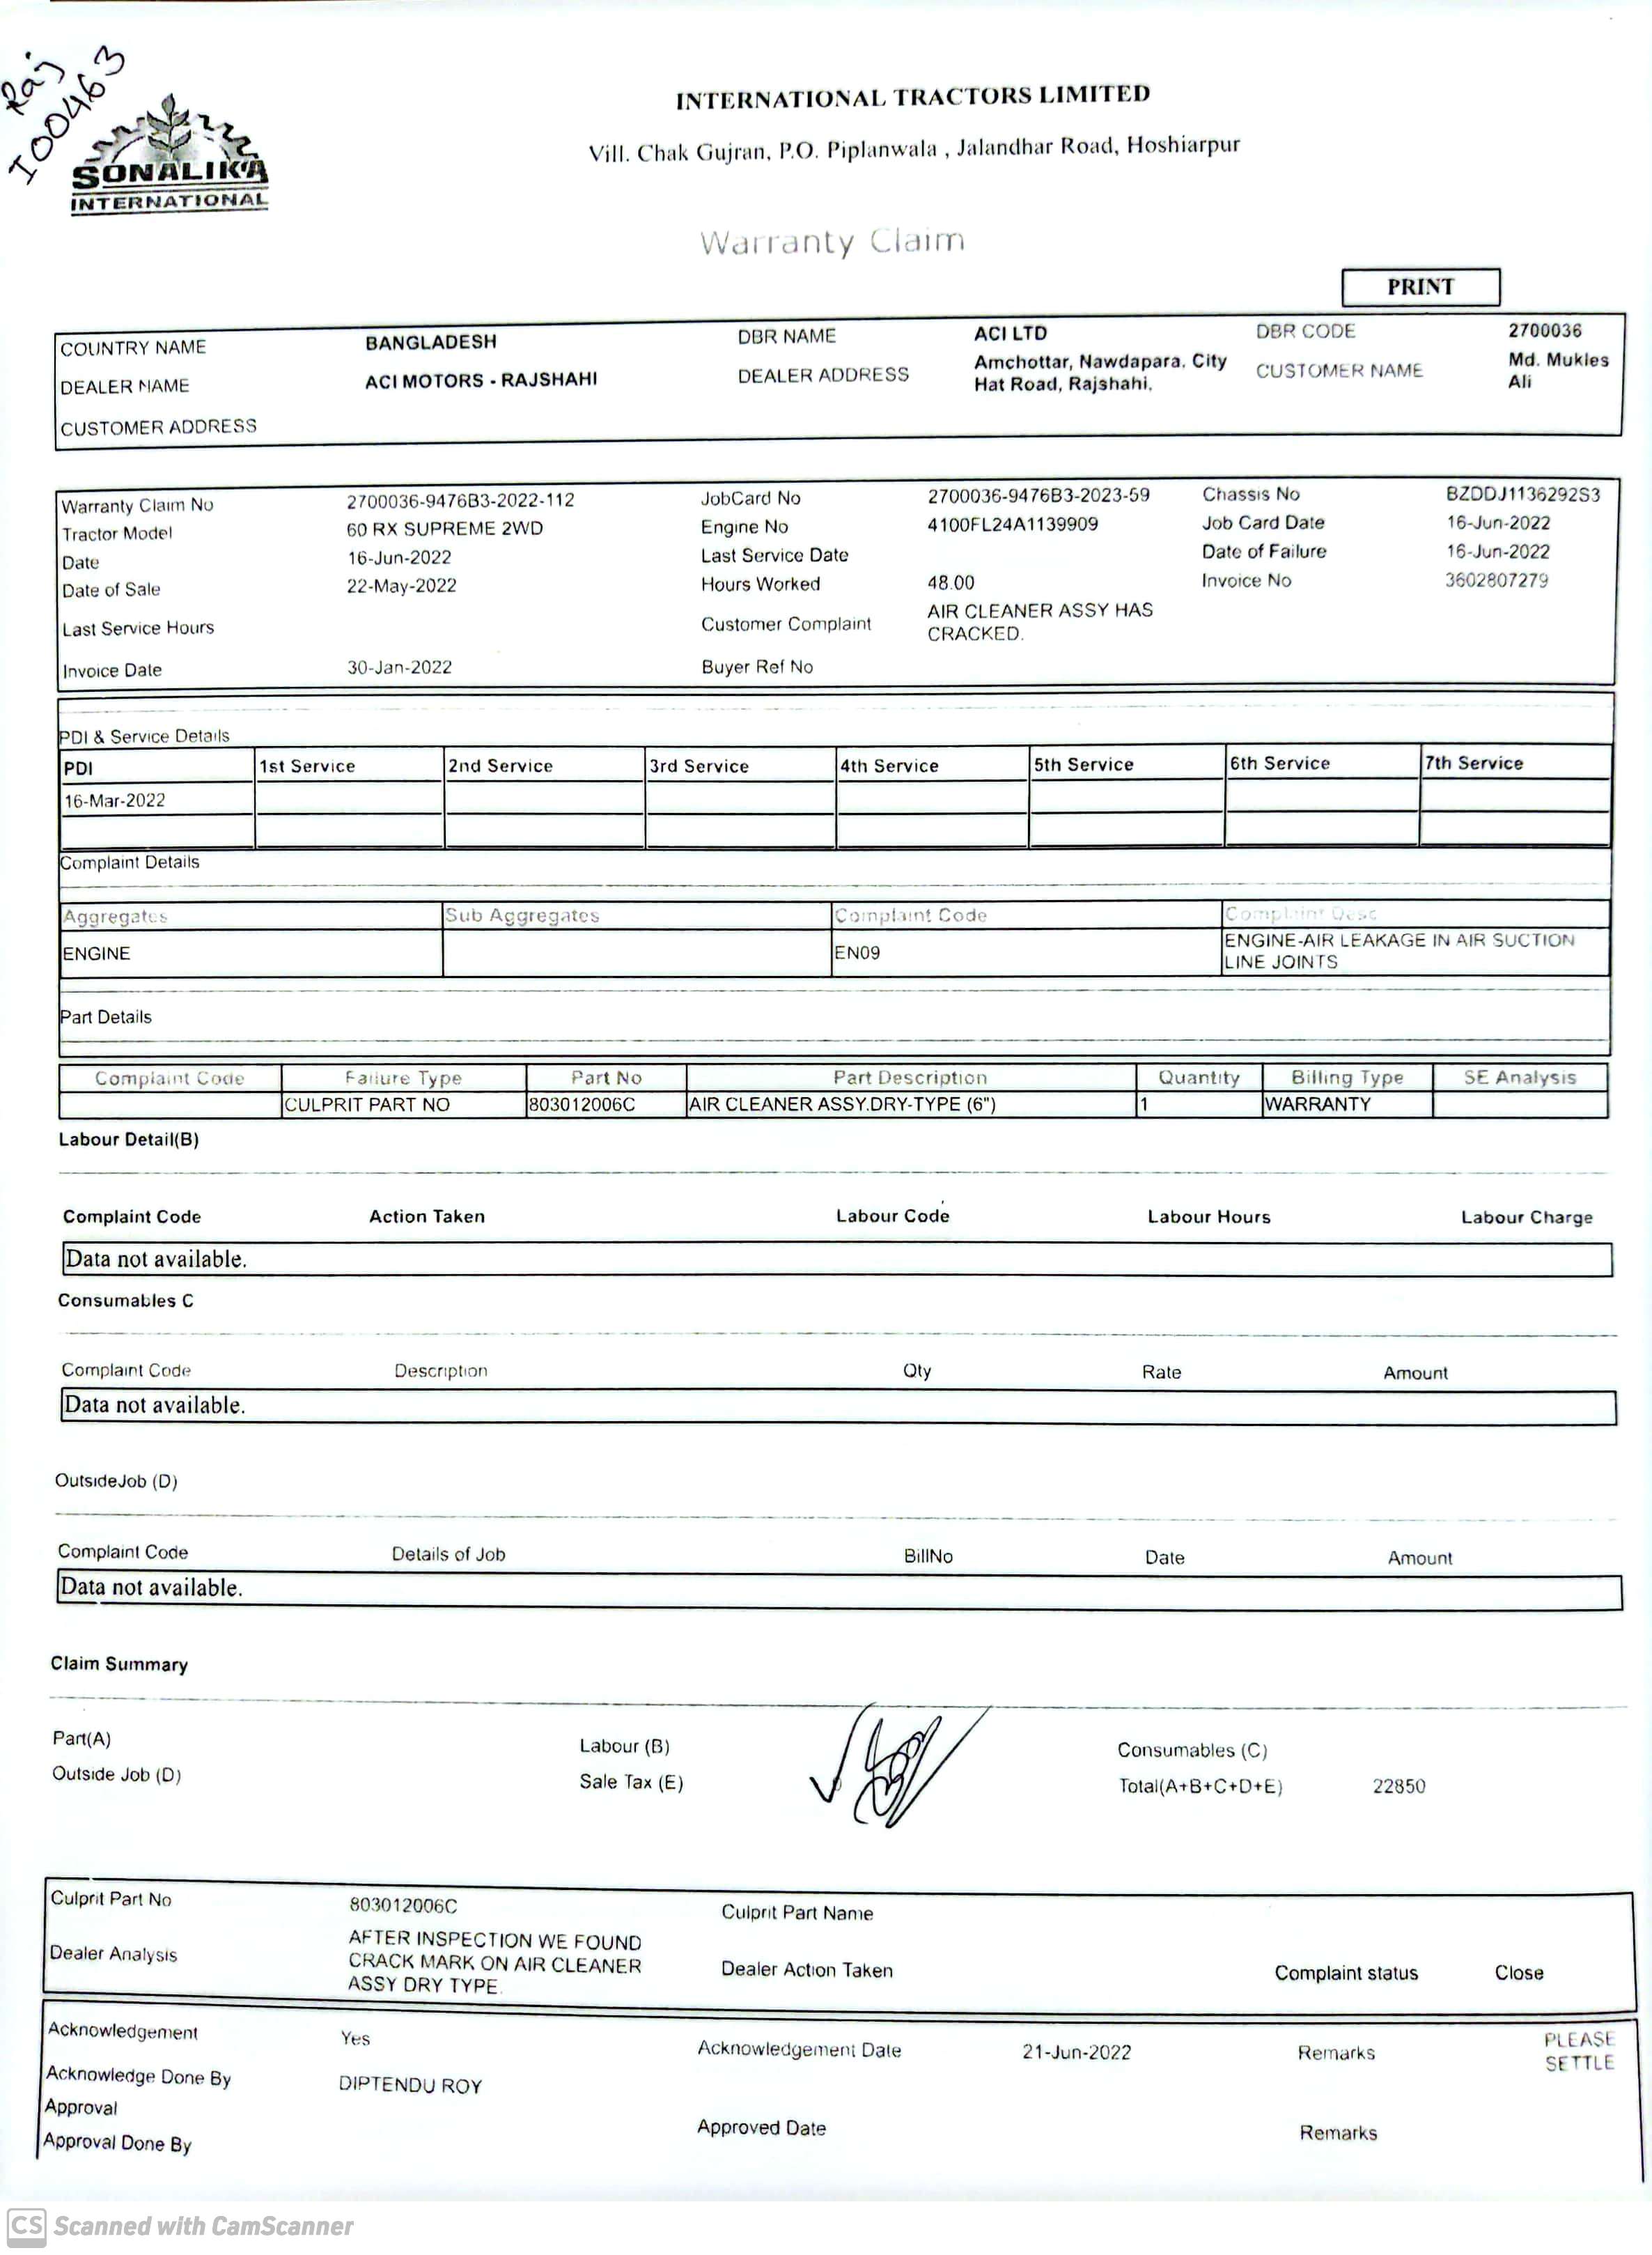 Raj
I00463
SONALIKA
INTERNATIONAL
INTERNATIONAL TRACTORS LIMITED
Vill. Chak Gujran, P.O. Piplanwala , Jalandhar Road, Hoshiarpur
Warranty Claim
PRINT
COUNTRY NAME BANGLADESH DBR NAME ACI LTD DBR CODE 2700036
DEALER NAME ACI MOTORS - RAJSHAHI DEALER ADDRESS Amchottar, Nawdapara. City Hat Road, Rajshahi. CUSTOMER NAME Md. Mukles Ali
CUSTOMER ADDRESS
Warranty Claim No 2700036-9476B3-2022-112 JobCard No 2700036-9476B3-2023-59 Chassis No BZDDJ1136292S3
Tractor Model 60 RX SUPREME 2WD Engine No 4100FL24A1139909 Job Card Date 16-Jun-2022
Date 16-Jun-2022 Last Service Date Date of Failure 16-Jun-2022
Date of Sale 22-May-2022 Hours Worked 48.00 Invoice No 3602807279
Last Service Hours Customer Complaint AIR CLEANER ASSY HAS CRACKED.
Invoice Date 30-Jan-2022 Buyer Ref No
PDI & Service Details
PDI 1st Service 2nd Service 3rd Service 4th Service 5th Service 6th Service 7th Service
16-Mar-2022
Complaint Details
Aggregates Sub Aggregates Complaint Code Complaint Desc
ENGINE EN09 ENGINE-AIR LEAKAGE IN AIR SUCTION LINE JOINTS
Part Details
Complaint Code Failure Type Part No Part Description Quantity Billing Type SE Analysis
CULPRIT PART NO 803012006C AIR CLEANER ASSY.DRY-TYPE (6") 1 WARRANTY
Labour Detail(B)
Complaint Code Action Taken Labour Code Labour Hours Labour Charge
Data not available.
Consumables C
Complaint Code Description Qty Rate Amount
Data not available.
OutsideJob (D)
Complaint Code Details of Job BillNo Date Amount
Data not available.
Claim Summary
Part(A) Labour (B) Consumables (C)
Outside Job (D) Sale Tax (E) Total(A+B+C+D+E) 22850
Culprit Part No 803012006C Culprit Part Name
Dealer Analysis AFTER INSPECTION WE FOUND CRACK MARK ON AIR CLEANER ASSY DRY TYPE. Dealer Action Taken Complaint status Close
Acknowledgement Yes Acknowledgement Date 21-Jun-2022 Remarks PLEASE SETTLE
Acknowledge Done By DIPTENDU ROY
Approval Approved Date Remarks
Approval Done By
CS Scanned with CamScanner